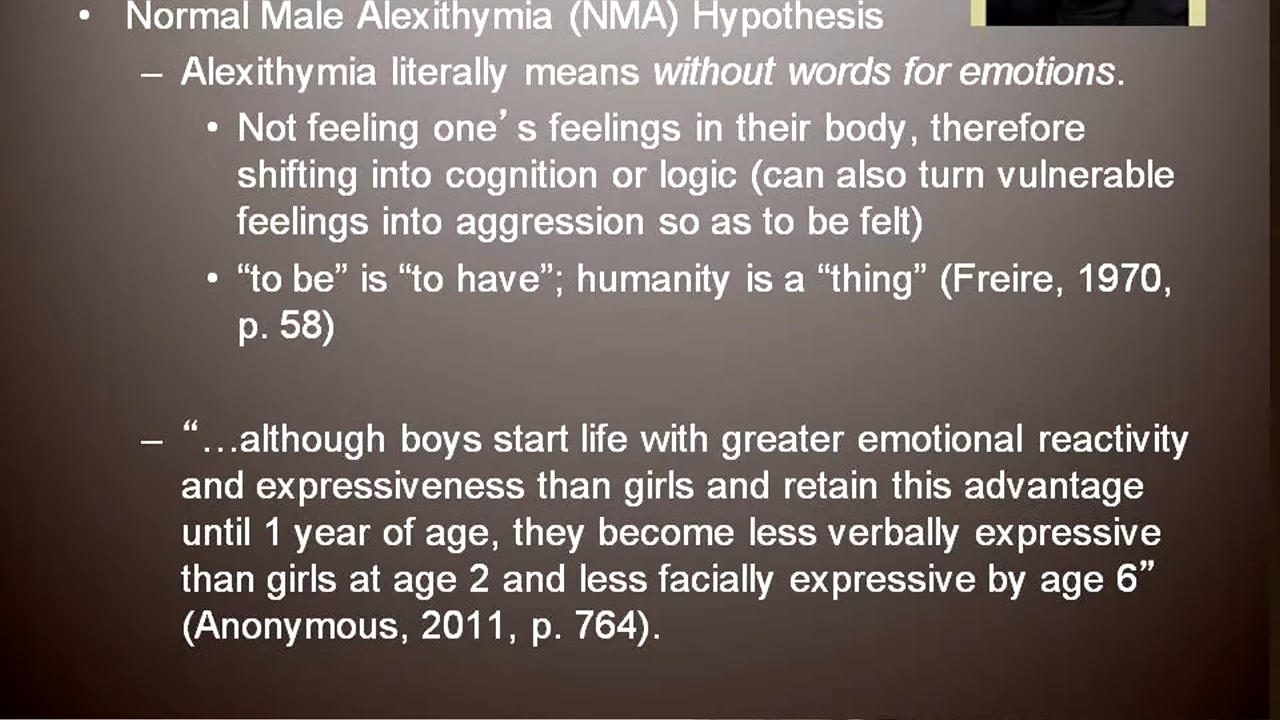 • Normal Male Alexithymia (NMA) Hypothesis
– Alexithymia literally means without words for emotions.
• Not feeling one’s feelings in their body, therefore
shifting into cognition or logic (can also turn vulnerable
feelings into aggression so as to be felt)
• “to be” is “to have”; humanity is a “thing” (Freire, 1970,
p. 58)
– “…although boys start life with greater emotional reactivity
and expressiveness than girls and retain this advantage
until 1 year of age, they become less verbally expressive
than girls at age 2 and less facially expressive by age 6”
(Anonymous, 2011, p. 764).